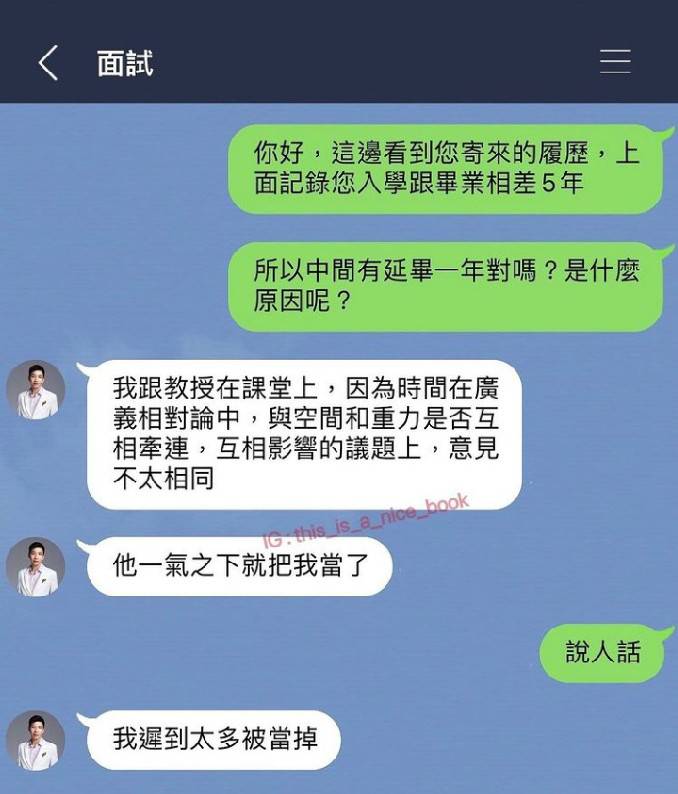 面試
你好，這邊看到您寄來的履歷，上
面記錄您入學跟畢業相差5年
所以中間有延畢一年對嗎？是什麼
原因呢？
我跟教授在課堂上，因為時間在廣
義相對論中，與空間和重力是否互
相牽連，互相影響的議題上，意見
不太相同
IG:this_is_a_nice_book
他一氣之下就把我當了
說人話
我遲到太多被當掉